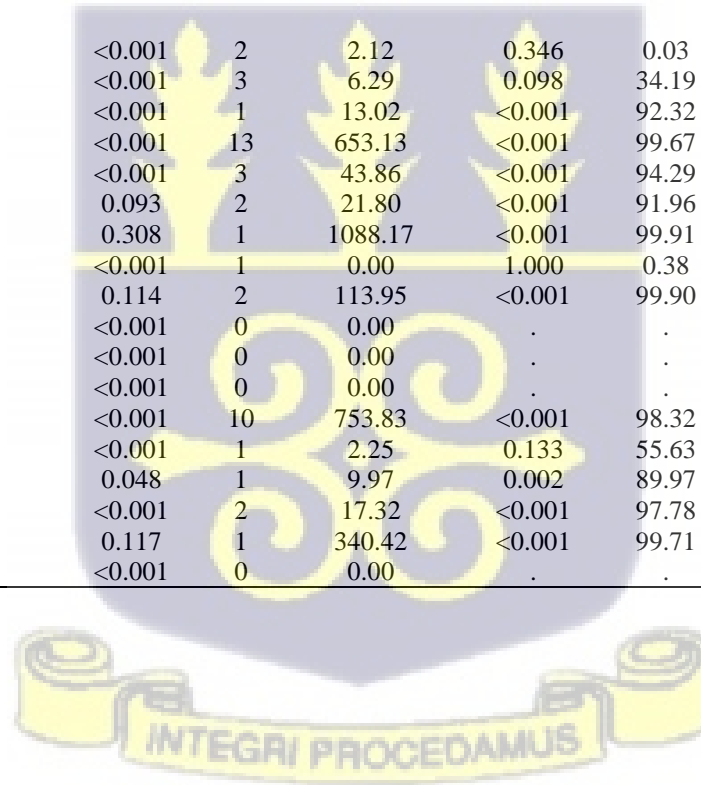 <0.001 2 2.12 0.346 0.03
<0.001 3 6.29 0.098 34.19
<0.001 1 13.02 <0.001 92.32
<0.001 13 653.13 <0.001 99.67
<0.001 3 43.86 <0.001 94.29
0.093 2 21.80 <0.001 91.96
0.308 1 1088.17 <0.001 99.91
<0.001 1 0.00 1.000 0.38
0.114 2 113.95 <0.001 99.90
<0.001 0 0.00 . .
<0.001 0 0.00 . .
<0.001 0 0.00 . .
<0.001 10 753.83 <0.001 98.32
<0.001 1 2.25 0.133 55.63
0.048 1 9.97 0.002 89.97
<0.001 2 17.32 <0.001 97.78
0.117 1 340.42 <0.001 99.71
<0.001 0 0.00 . .
INTEGRI PROCEDAMUS